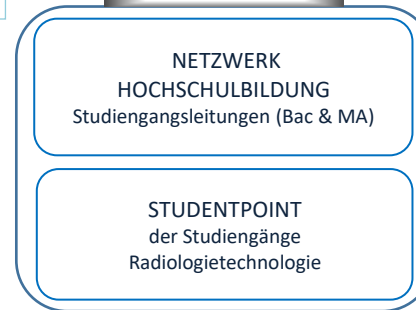 NETZWERK
HOCHSCHULBILDUNG
Studiengangsleitungen (Bac & MA)
STUDENTPOINT
der Studiengänge
Radiologietechnologie